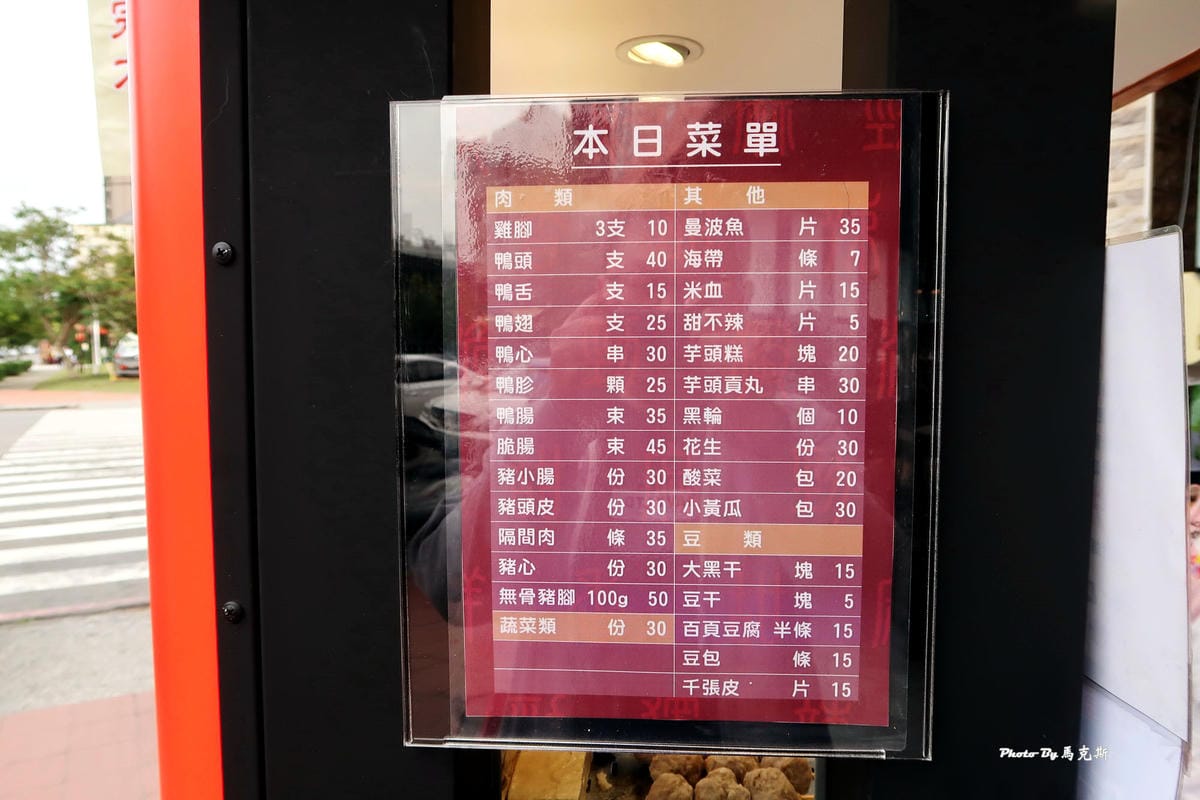 本日菜單
肉類
雞腳 3支 10
鴨頭 支 40
鴨舌 支 15
鴨翅 支 25
鴨心 串 30
鴨胗 顆 25
鴨腸 束 35
脆腸 束 45
豬小腸 份 30
豬頭皮 份 30
隔間肉 條 35
豬心 份 30
無骨豬腳 100g 50
蔬菜類 份 30
其他
曼波魚 片 35
海帶 條 7
米血 片 15
甜不辣 片 5
芋頭糕 塊 20
芋頭貢丸 串 30
黑輪 個 10
花生 份 30
酸菜 包 20
小黃瓜 包 30
豆類
大黑干 塊 15
豆干 塊 5
百頁豆腐 半條 15
豆包 條 15
千張皮 片 15
Photo By 馬克斯